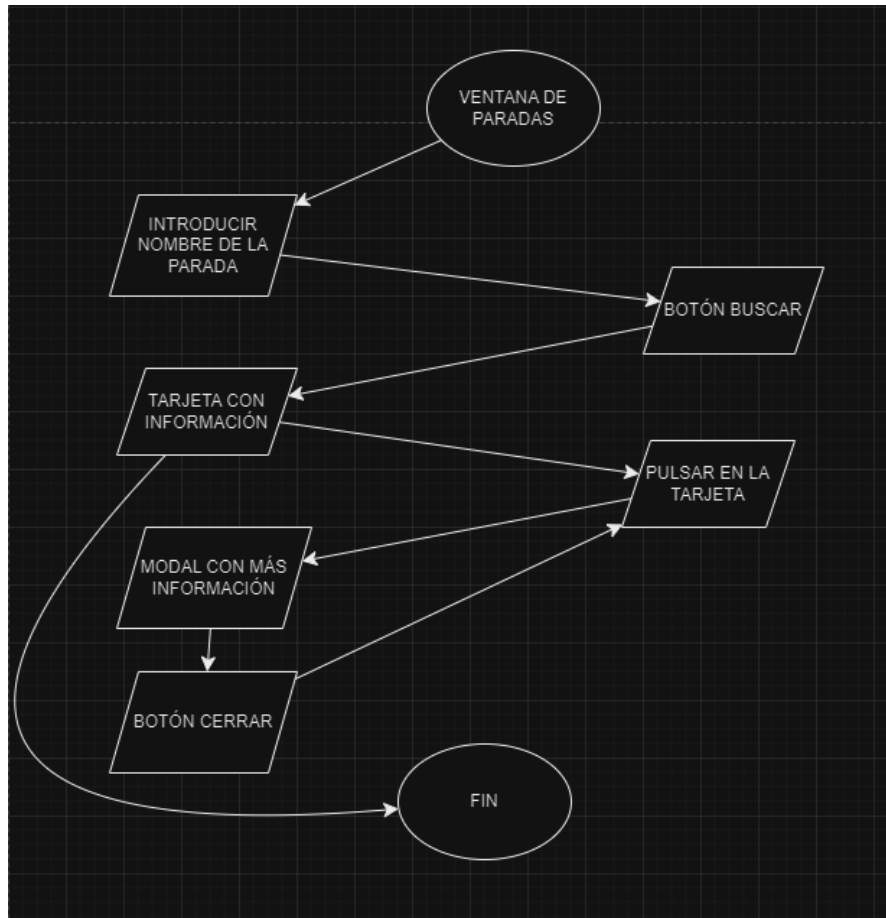 VENTANA DE
PARADAS
INTRODUCIR
NOMBRE DE LA
PARADA
BOTÓN BUSCAR
TARJETA CON
INFORMACIÓN
PULSAR EN LA
TARJETA
MODAL CON MÁS
INFORMACIÓN
BOTÓN CERRAR
FIN